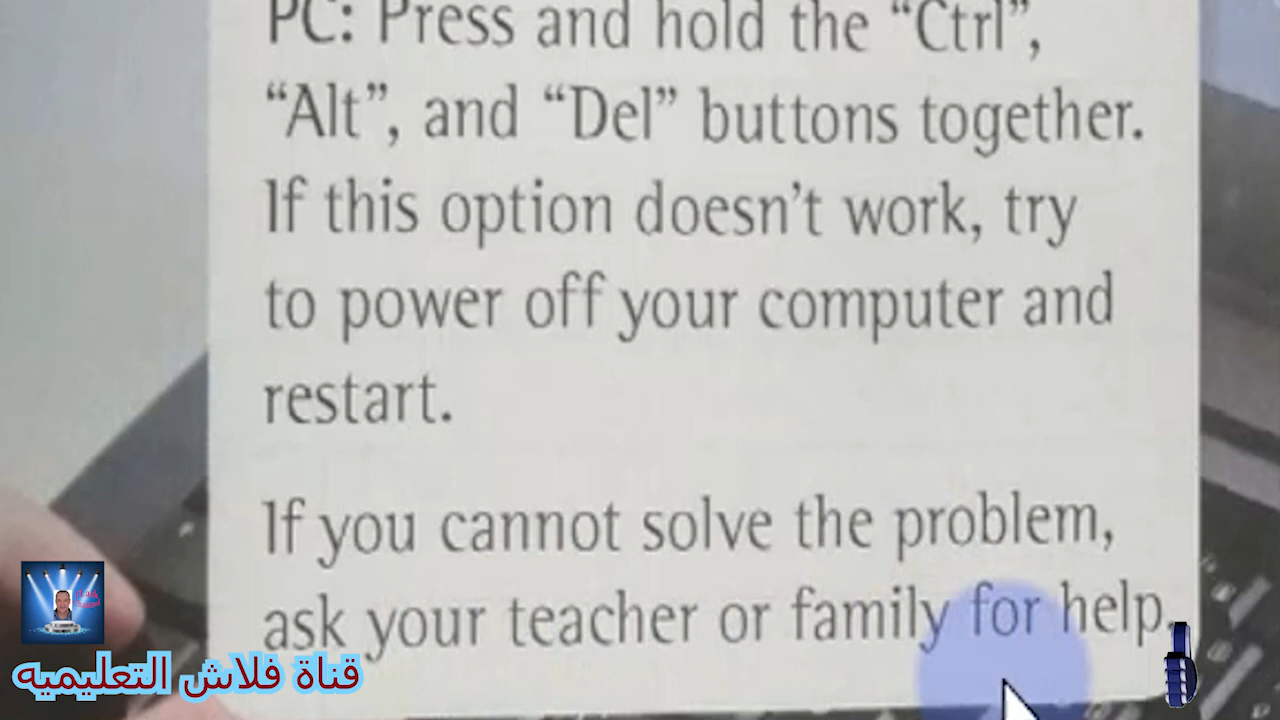 PC: Press and hold the “Ctrl”,
“Alt”, and “Del” buttons together.
If this option doesn’t work, try
to power off your computer and
restart.
If you cannot solve the problem,
ask your teacher or family for help.
قناة فلاش التعليميه